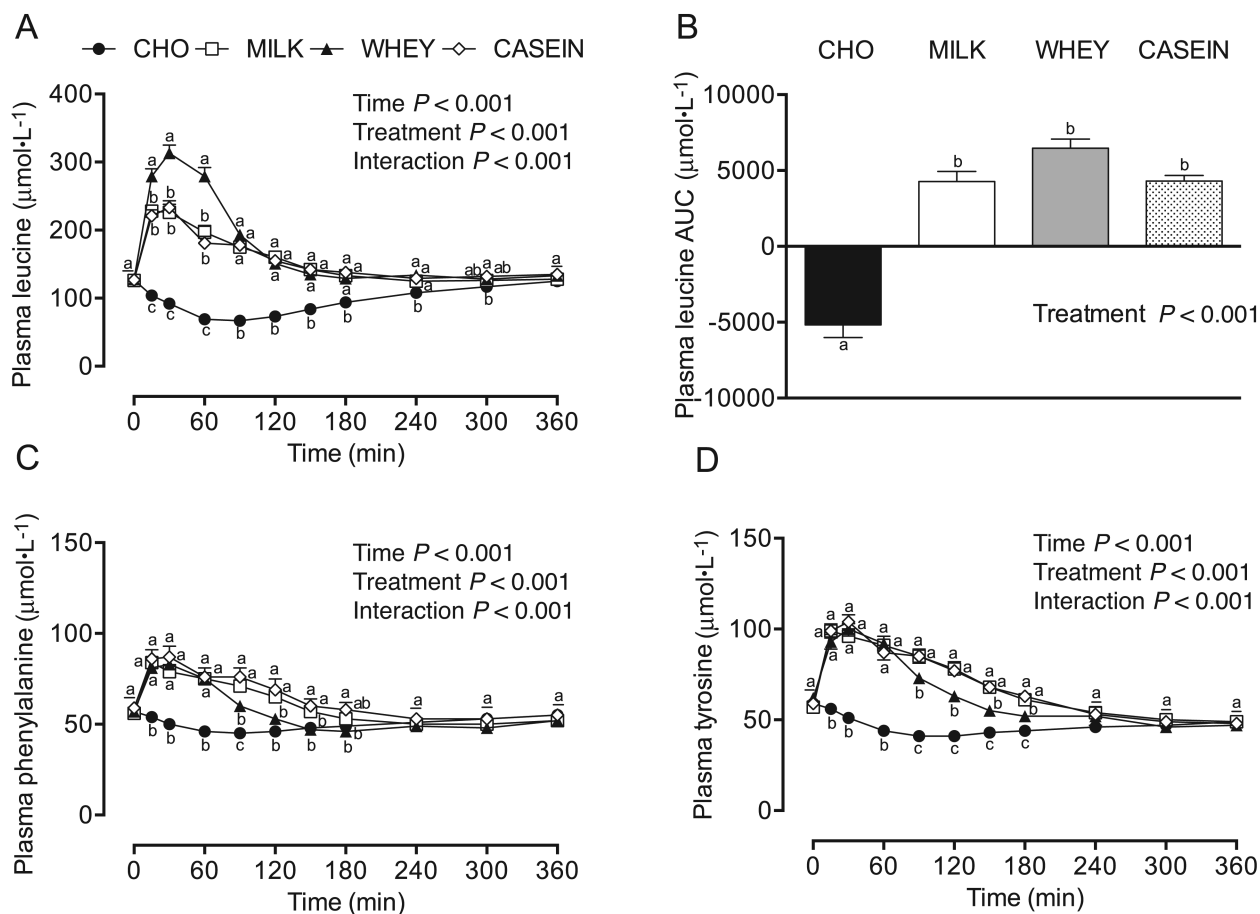 A
CHO MILK WHEY CASEIN
Plasma leucine (μmol•L-1)
400
300
200
100
0
Time P < 0.001
Treatment P < 0.001
Interaction P < 0.001
a a a a a a a a a a a
b b b b b a a a a a a a ab ab
c c c b b b b b b
0 60 120 180 240 300 360
Time (min)
B
CHO MILK WHEY CASEIN
Plasma leucine AUC (μmol•L-1)
10000
5000
0
-5000
-10000
a b b b
Treatment P < 0.001
C
Plasma phenylalanine (μmol•L-1)
150
100
50
0
Time P < 0.001
Treatment P < 0.001
Interaction P < 0.001
a a a a a a a a a a a
a a a a a a ab
b b b b b b b b
0 60 120 180 240 300 360
Time (min)
D
Plasma tyrosine (μmol•L-1)
150
100
50
0
Time P < 0.001
Treatment P < 0.001
Interaction P < 0.001
a a a a a a a a a a a
a a a a a a a
b b b b b b b
c c c c
0 60 120 180 240 300 360
Time (min)